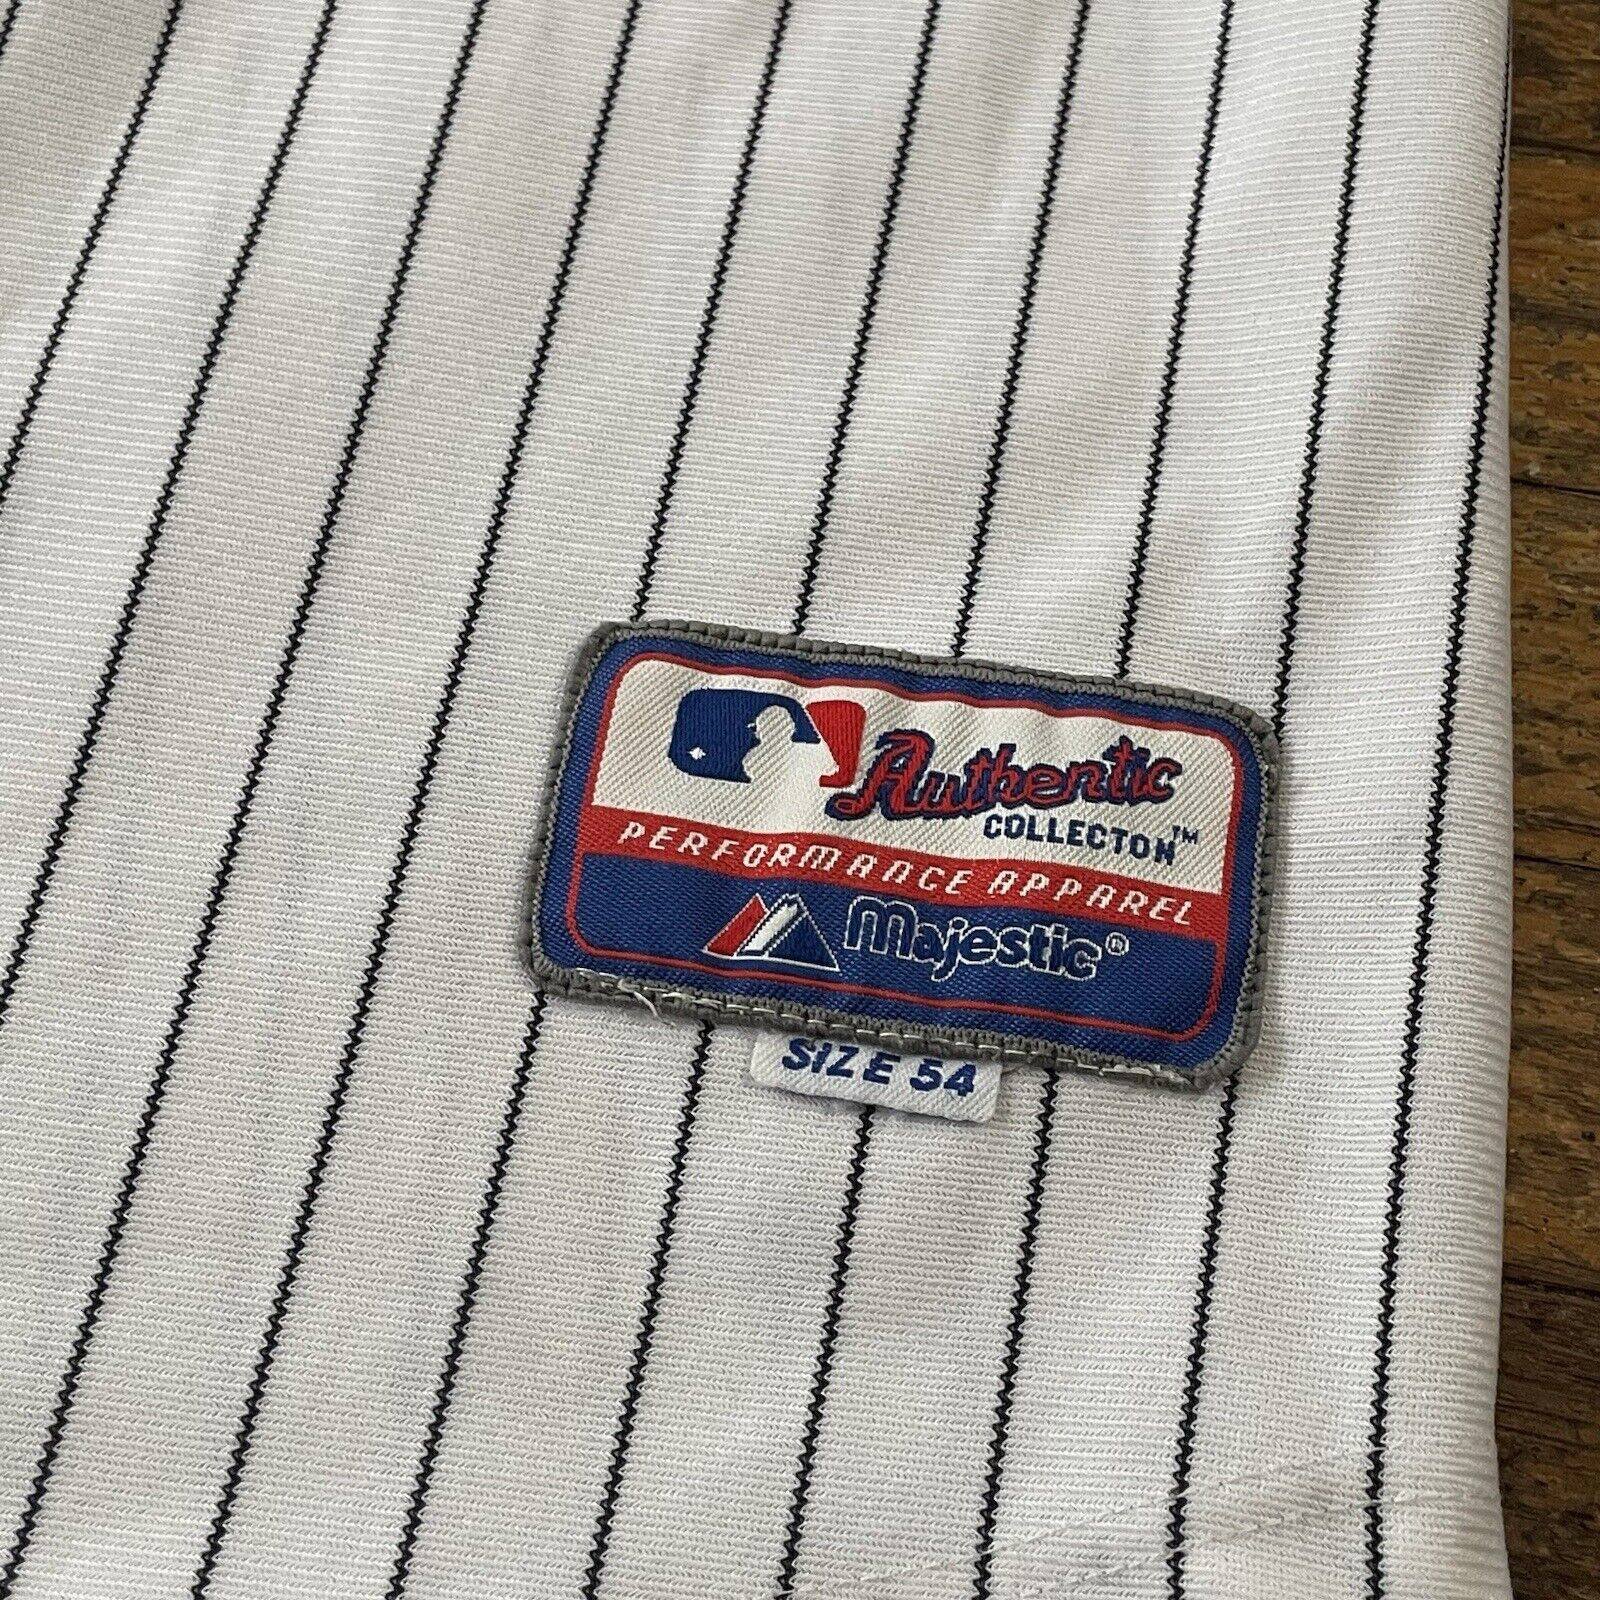 Authentic
COLLECTON™
PERFORMANCE APPAREL
Majestic®
SIZE 54